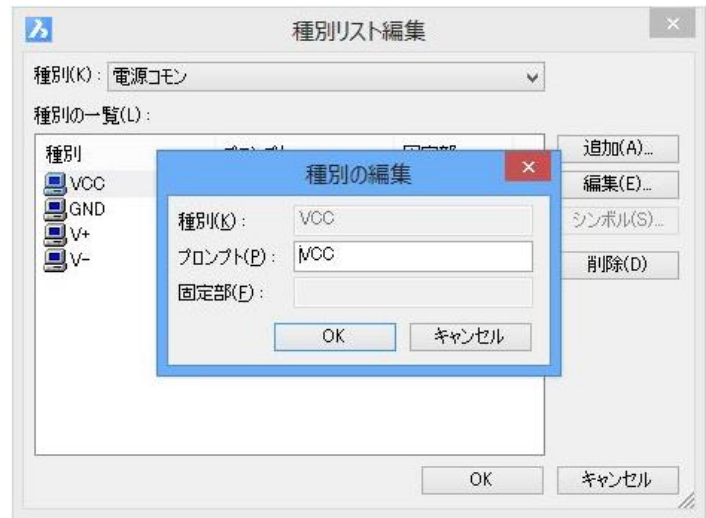 種別リスト編集
種別(K): 電源コモン
種別の一覧(L):
種別
追加(A)...
VCC
編集(E)...
GND
シンボル(S)...
V+
V-
削除(D)
種別の編集
種別(K): VCC
プロンプト(P): VCC
固定部(F):
OK キャンセル
OK キャンセル